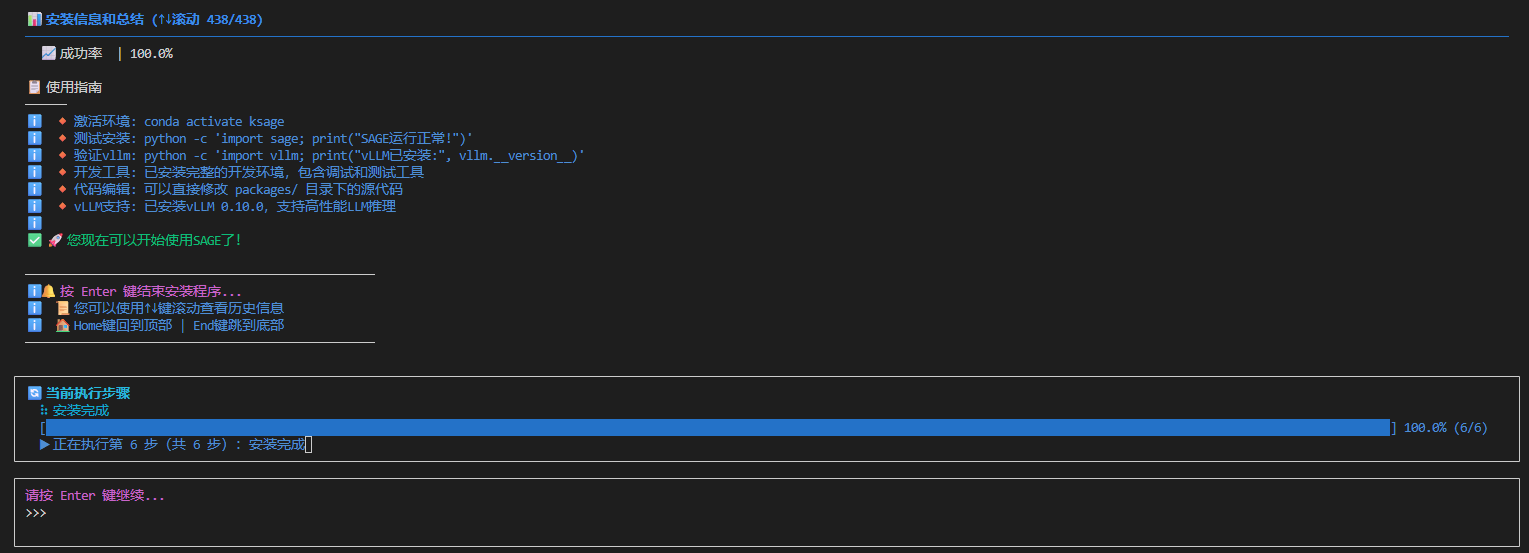 📊 安装信息和总结 (↑↓滚动 438/438)
📈 成功率 | 100.0%
📋 使用指南
ℹ️ 🔸 激活环境: conda activate ksage
ℹ️ 🔸 测试安装: python -c 'import sage; print("SAGE运行正常!")'
ℹ️ 🔸 验证vllm: python -c 'import vllm; print("vLLM已安装:", vllm.__version__)'
ℹ️ 🔸 开发工具: 已安装完整的开发环境, 包含调试和测试工具
ℹ️ 🔸 代码编辑: 可以直接修改 packages/ 目录下的源代码
ℹ️ 🔸 vLLM支持: 已安装vLLM 0.10.0, 支持高性能LLM推理
ℹ️
✅ 🚀 您现在可以开始使用SAGE了!
ℹ️🔔 按 Enter 键结束安装程序...
ℹ️ 📜 您可以使用↑↓键滚动查看历史信息
ℹ️ 🏠 Home键回到顶部 | End键跳到底部
🔄 当前执行步骤
⠷ 安装完成
[ ] 100.0% (6/6)
▶ 正在执行第 6 步 (共 6 步) : 安装完成
请按 Enter 键继续...
>>>